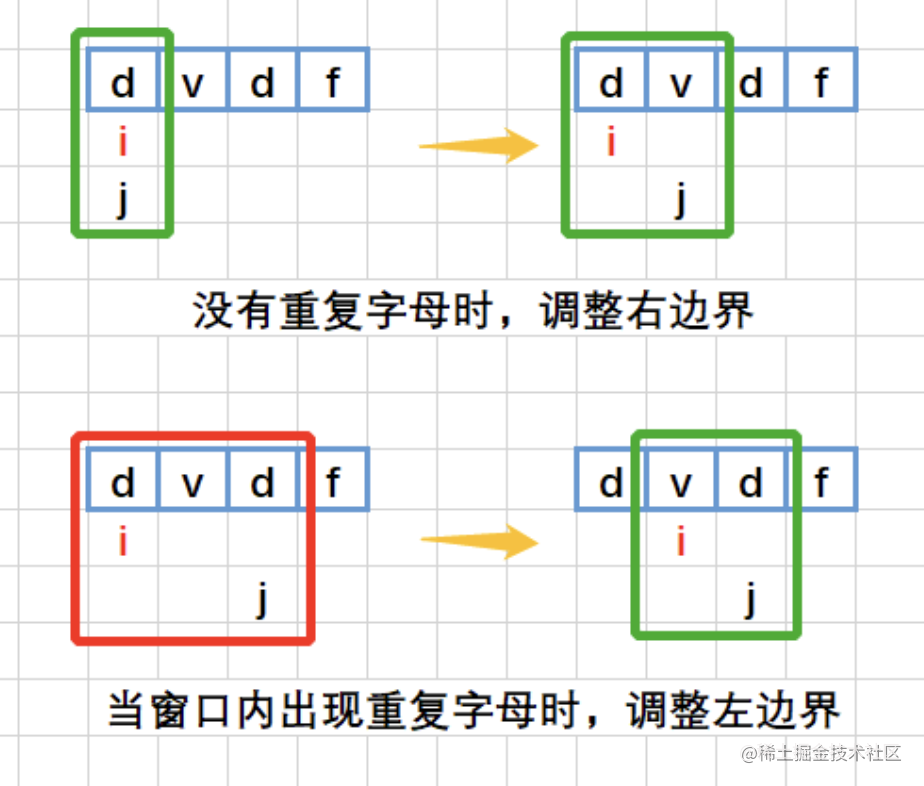 d v d f d v d f
i i
j j
没有重复字母时，调整右边界
d v d f d v d f
i i
j j
当窗口内出现重复字母时，调整左边界
@稀土掘金技术社区